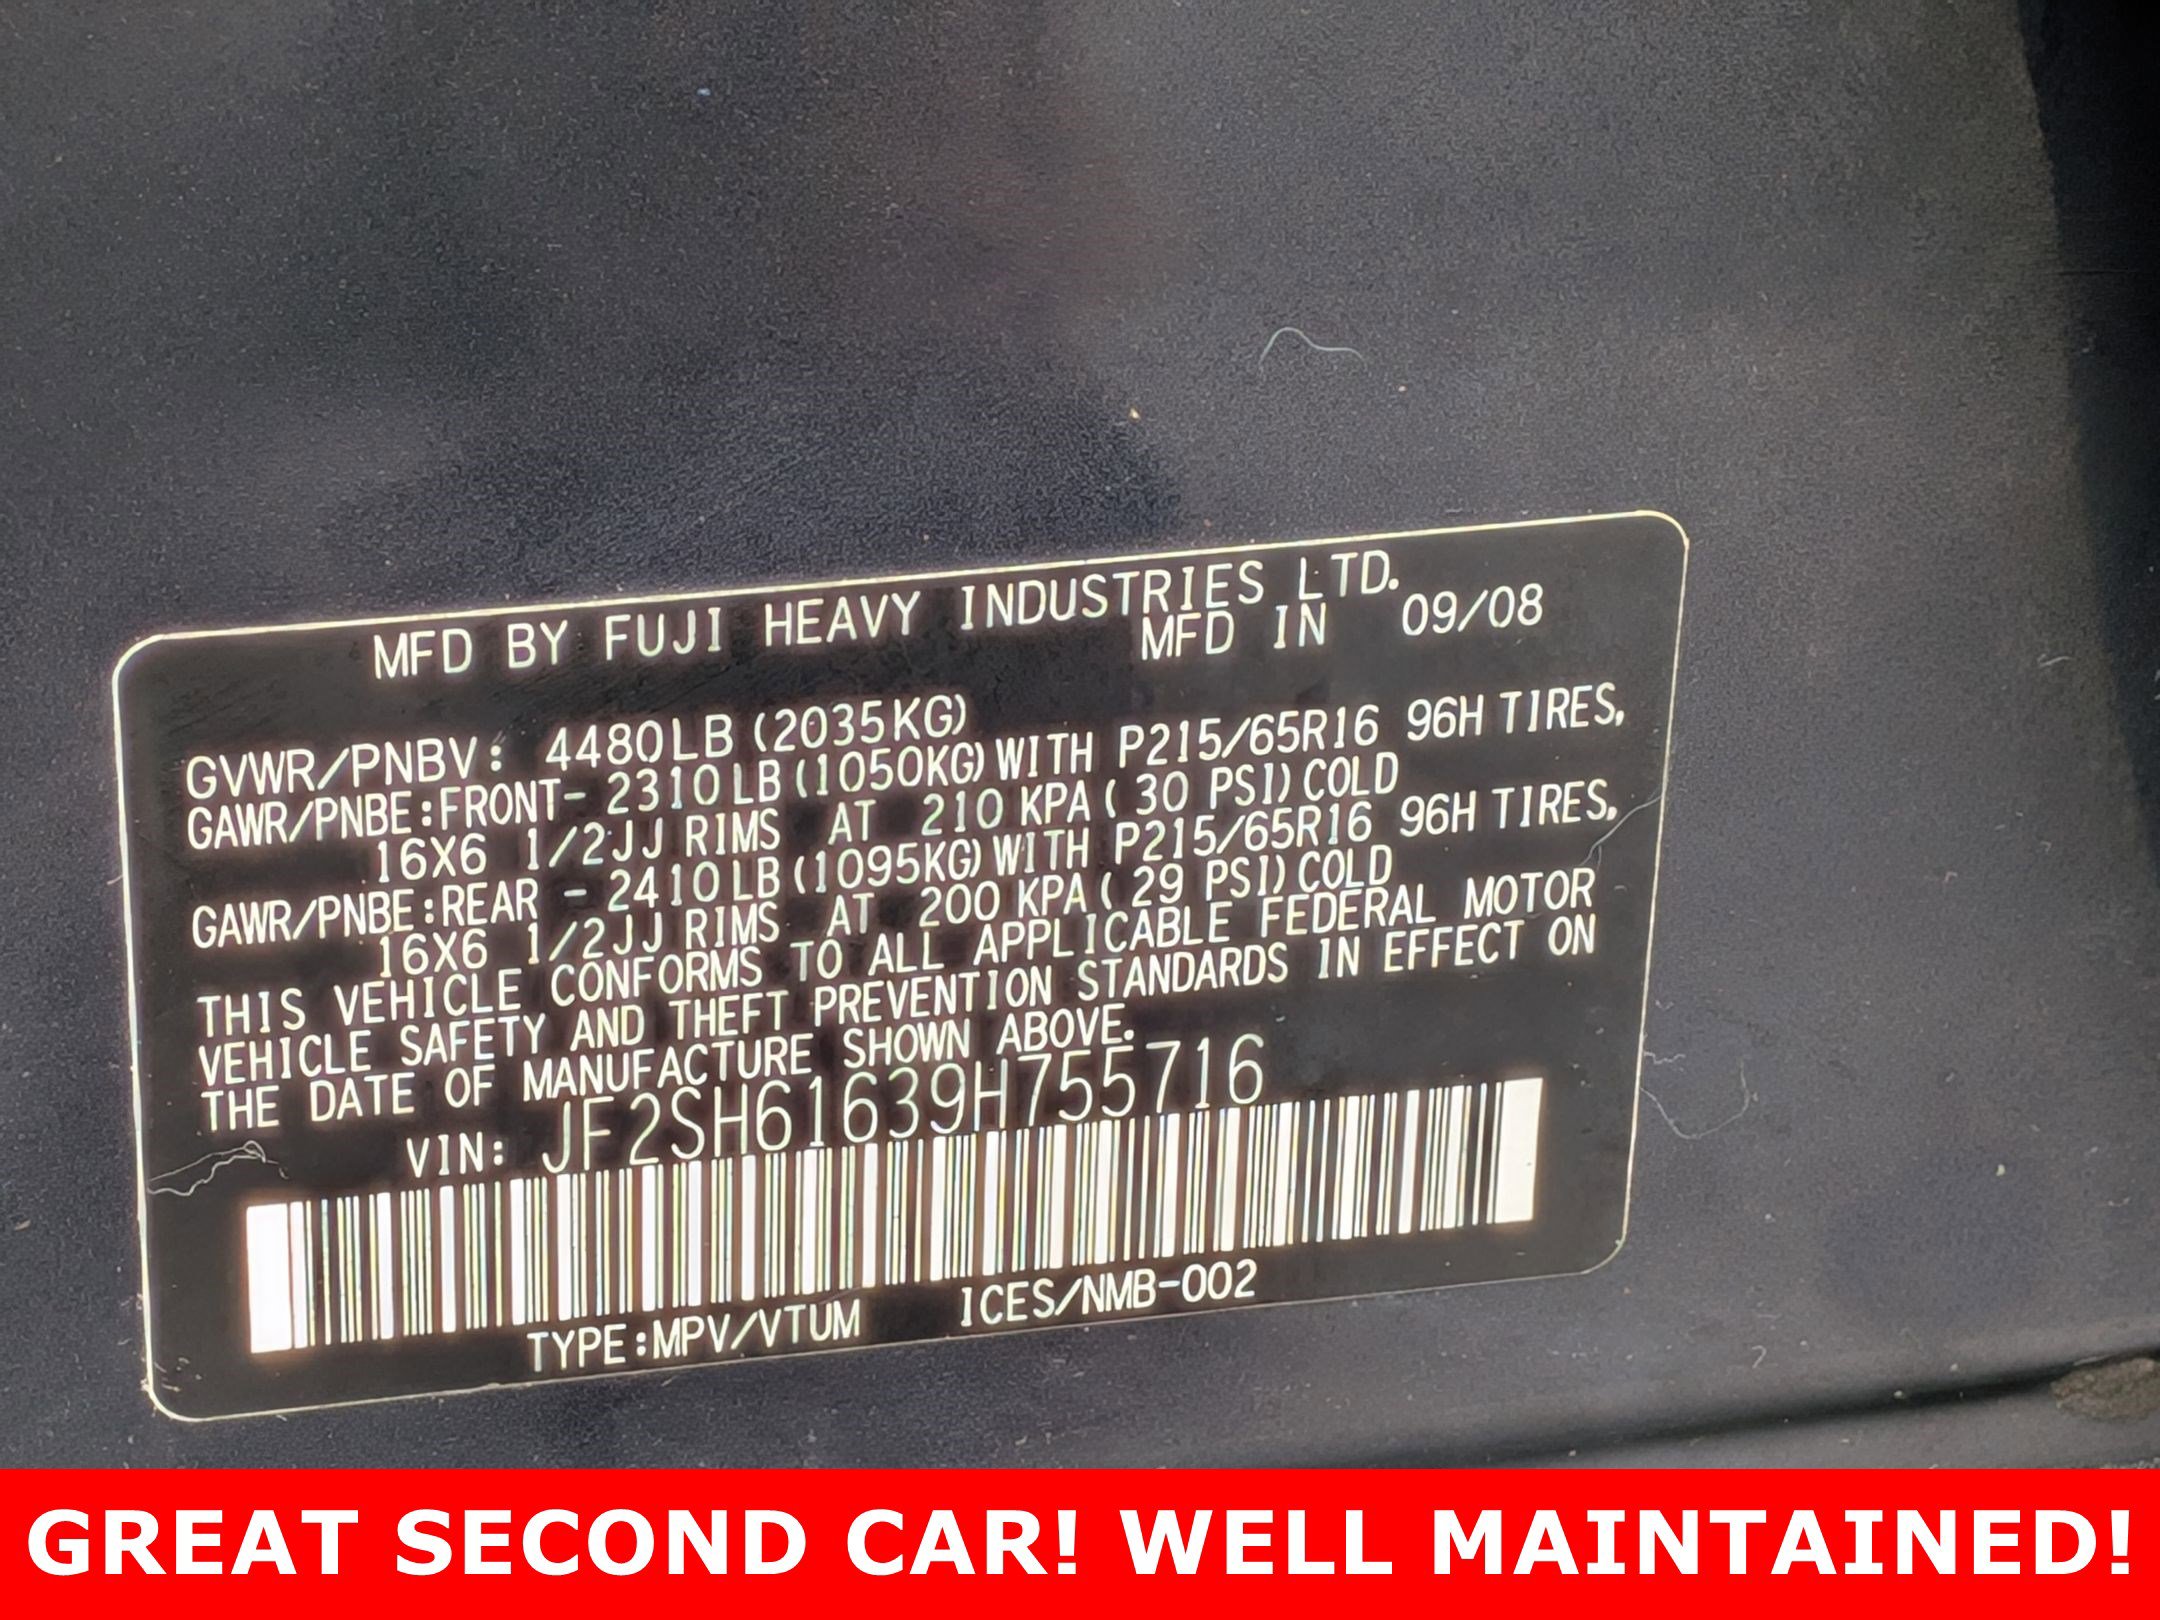 MFD BY FUJI HEAVY INDUSTRIES LTD.
MFD IN 09/08
GVWR/PNBV: 4480LB (2035KG)
GAWR/PNBE:FRONT- 2310LB (1050KG) WITH P215/65R16 96H TIRES,
16X6 1/2JJ RIMS AT 210 KPA ( 30 PSI) COLD
GAWR/PNBE:REAR - 2410LB (1095KG) WITH P215/65R16 96H TIRES,
16X6 1/2JJ RIMS AT 200 KPA ( 29 PSI) COLD
THIS VEHICLE CONFORMS TO ALL APPLICABLE FEDERAL MOTOR
VEHICLE SAFETY AND THEFT PREVENTION STANDARDS IN EFFECT ON
THE DATE OF MANUFACTURE SHOWN ABOVE.
VIN: JF2SH61639H755716
TYPE:MPV/VTUM ICES/NMB-002
GREAT SECOND CAR! WELL MAINTAINED!